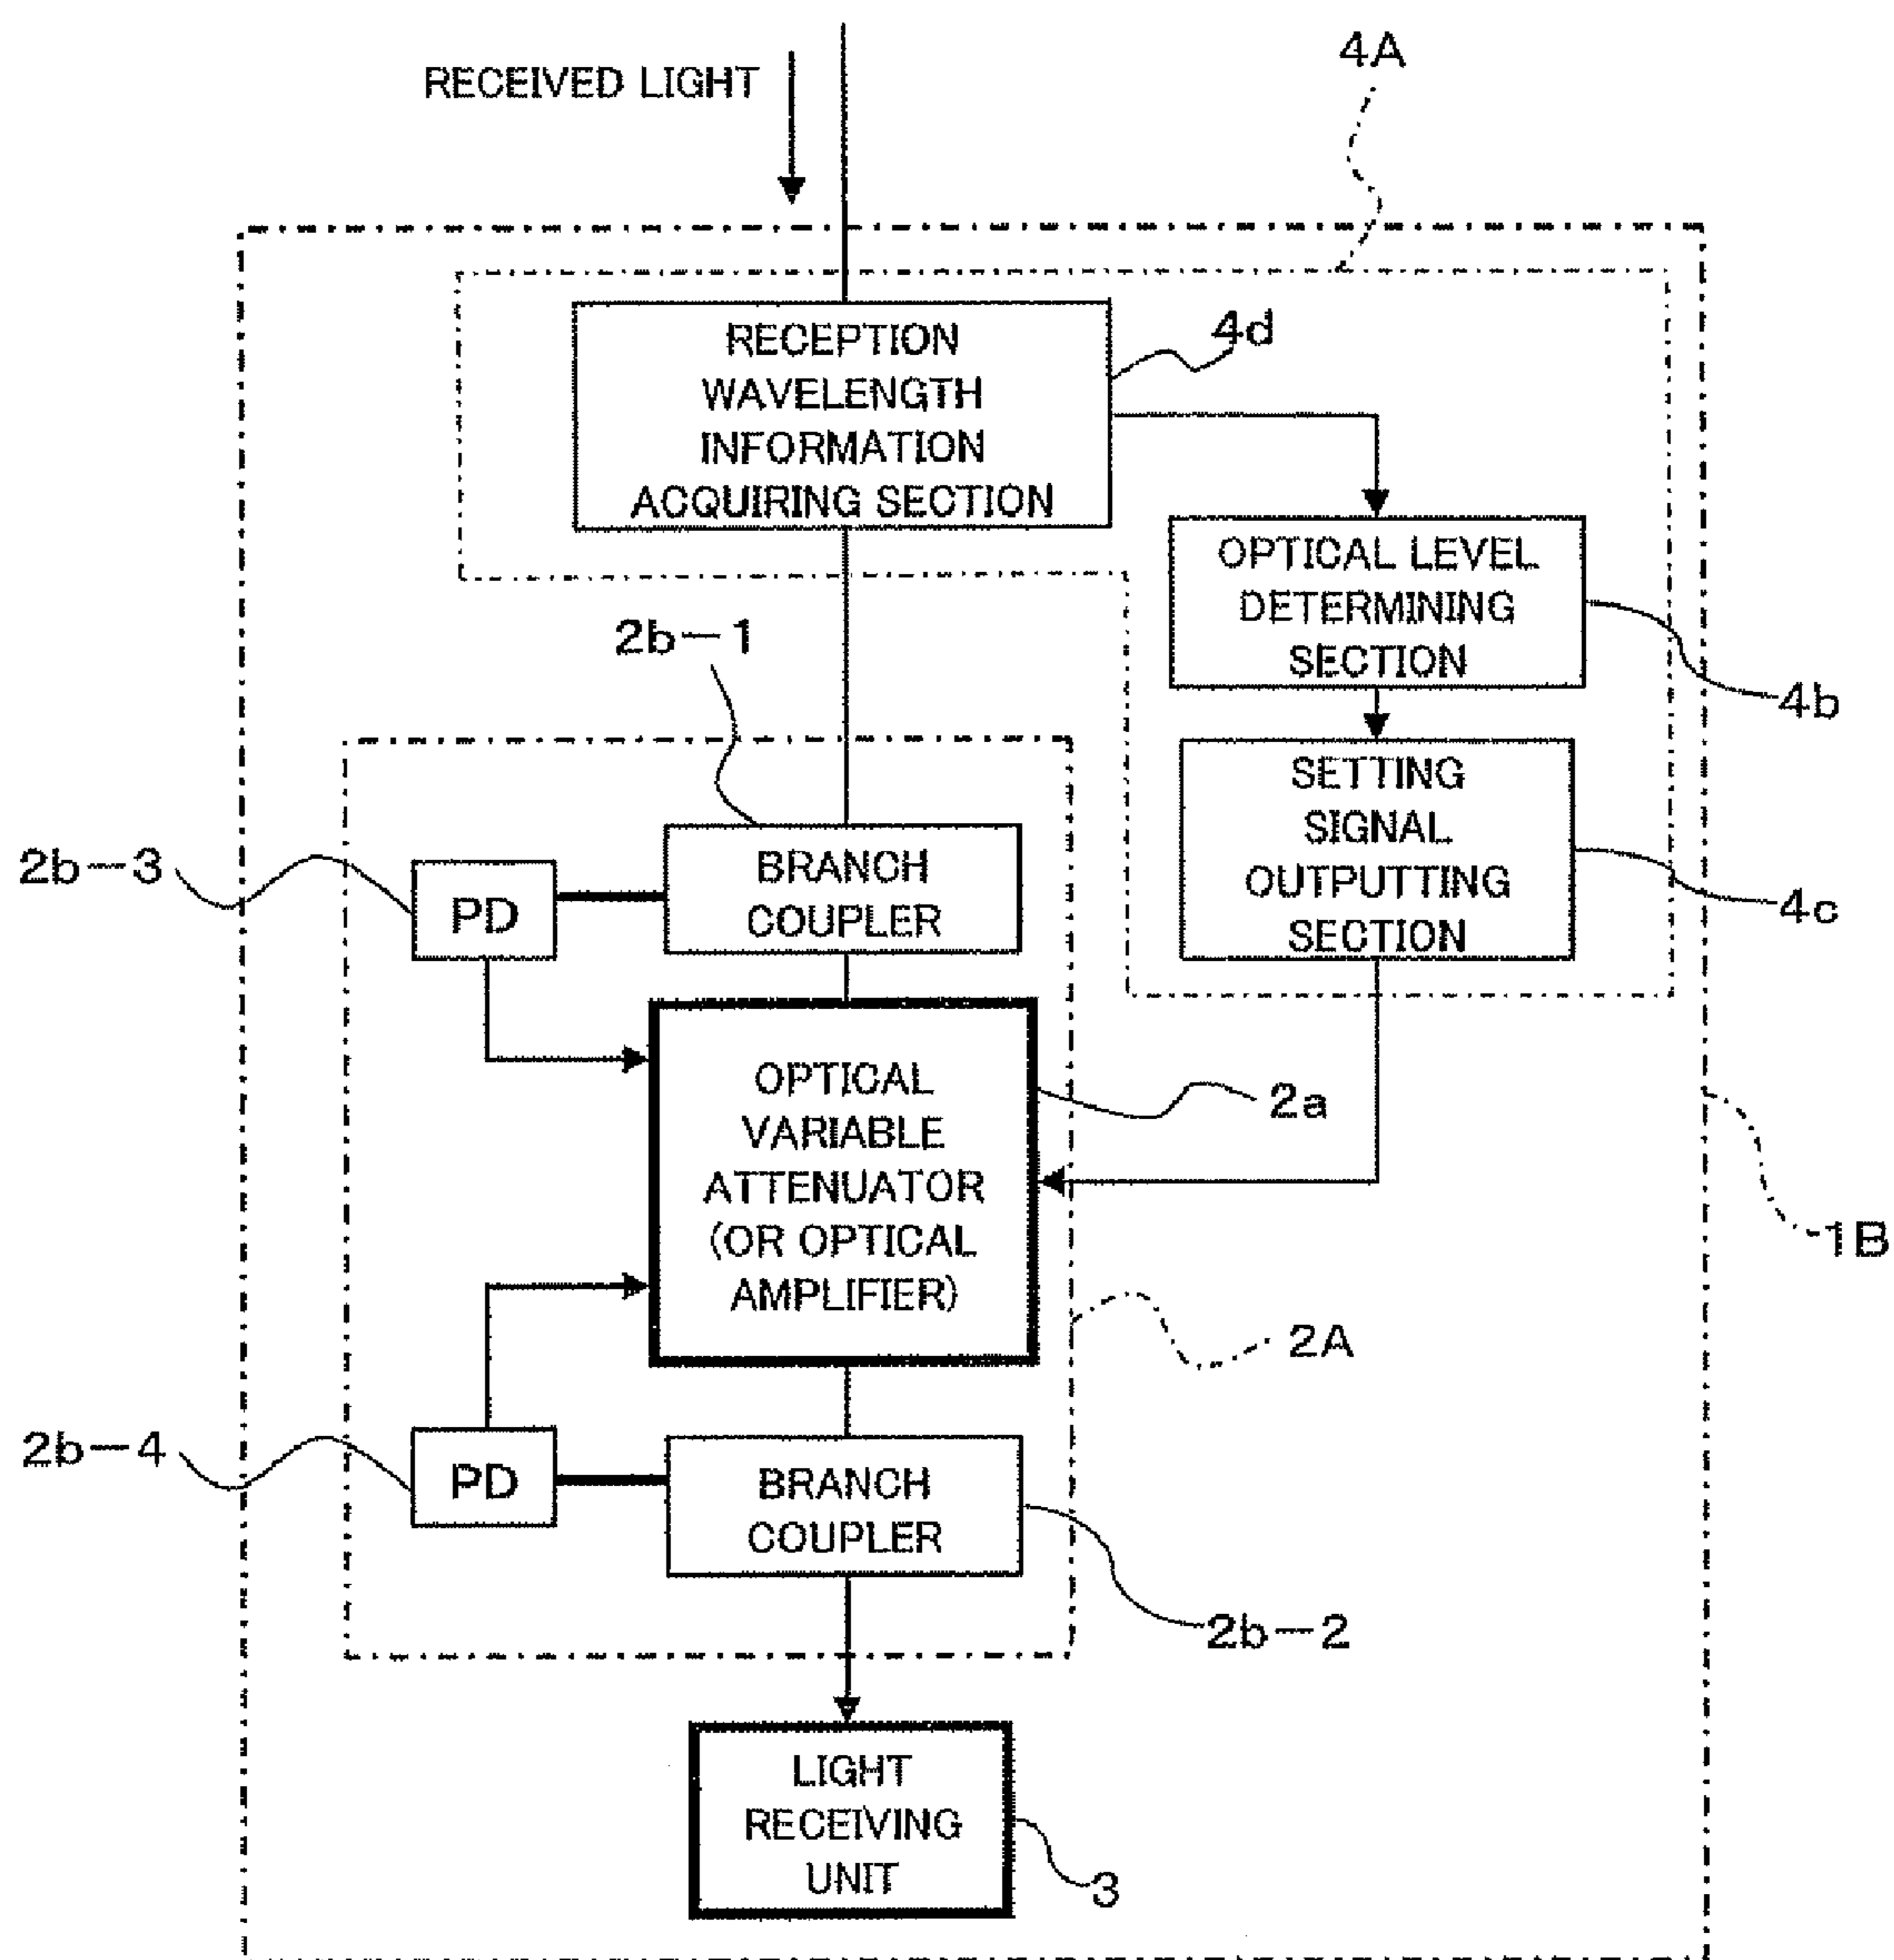 4A
RECEIVED LIGHT
RECEPTION
WAVELENGTH
INFORMATION
ACQUIRING SECTION
4d
OPTICAL LEVEL
DETERMINING
SECTION
4b
2b-1
SETTING
SIGNAL
OUTPUTTING
SECTION
4c
2b-3
PD
BRANCH
COUPLER
OPTICAL
VARIABLE
ATTENUATOR
(OR OPTICAL
AMPLIFIER)
2a
1B
2A
2b-4
PD
BRANCH
COUPLER
2b-2
LIGHT
RECEIVING
UNIT
3